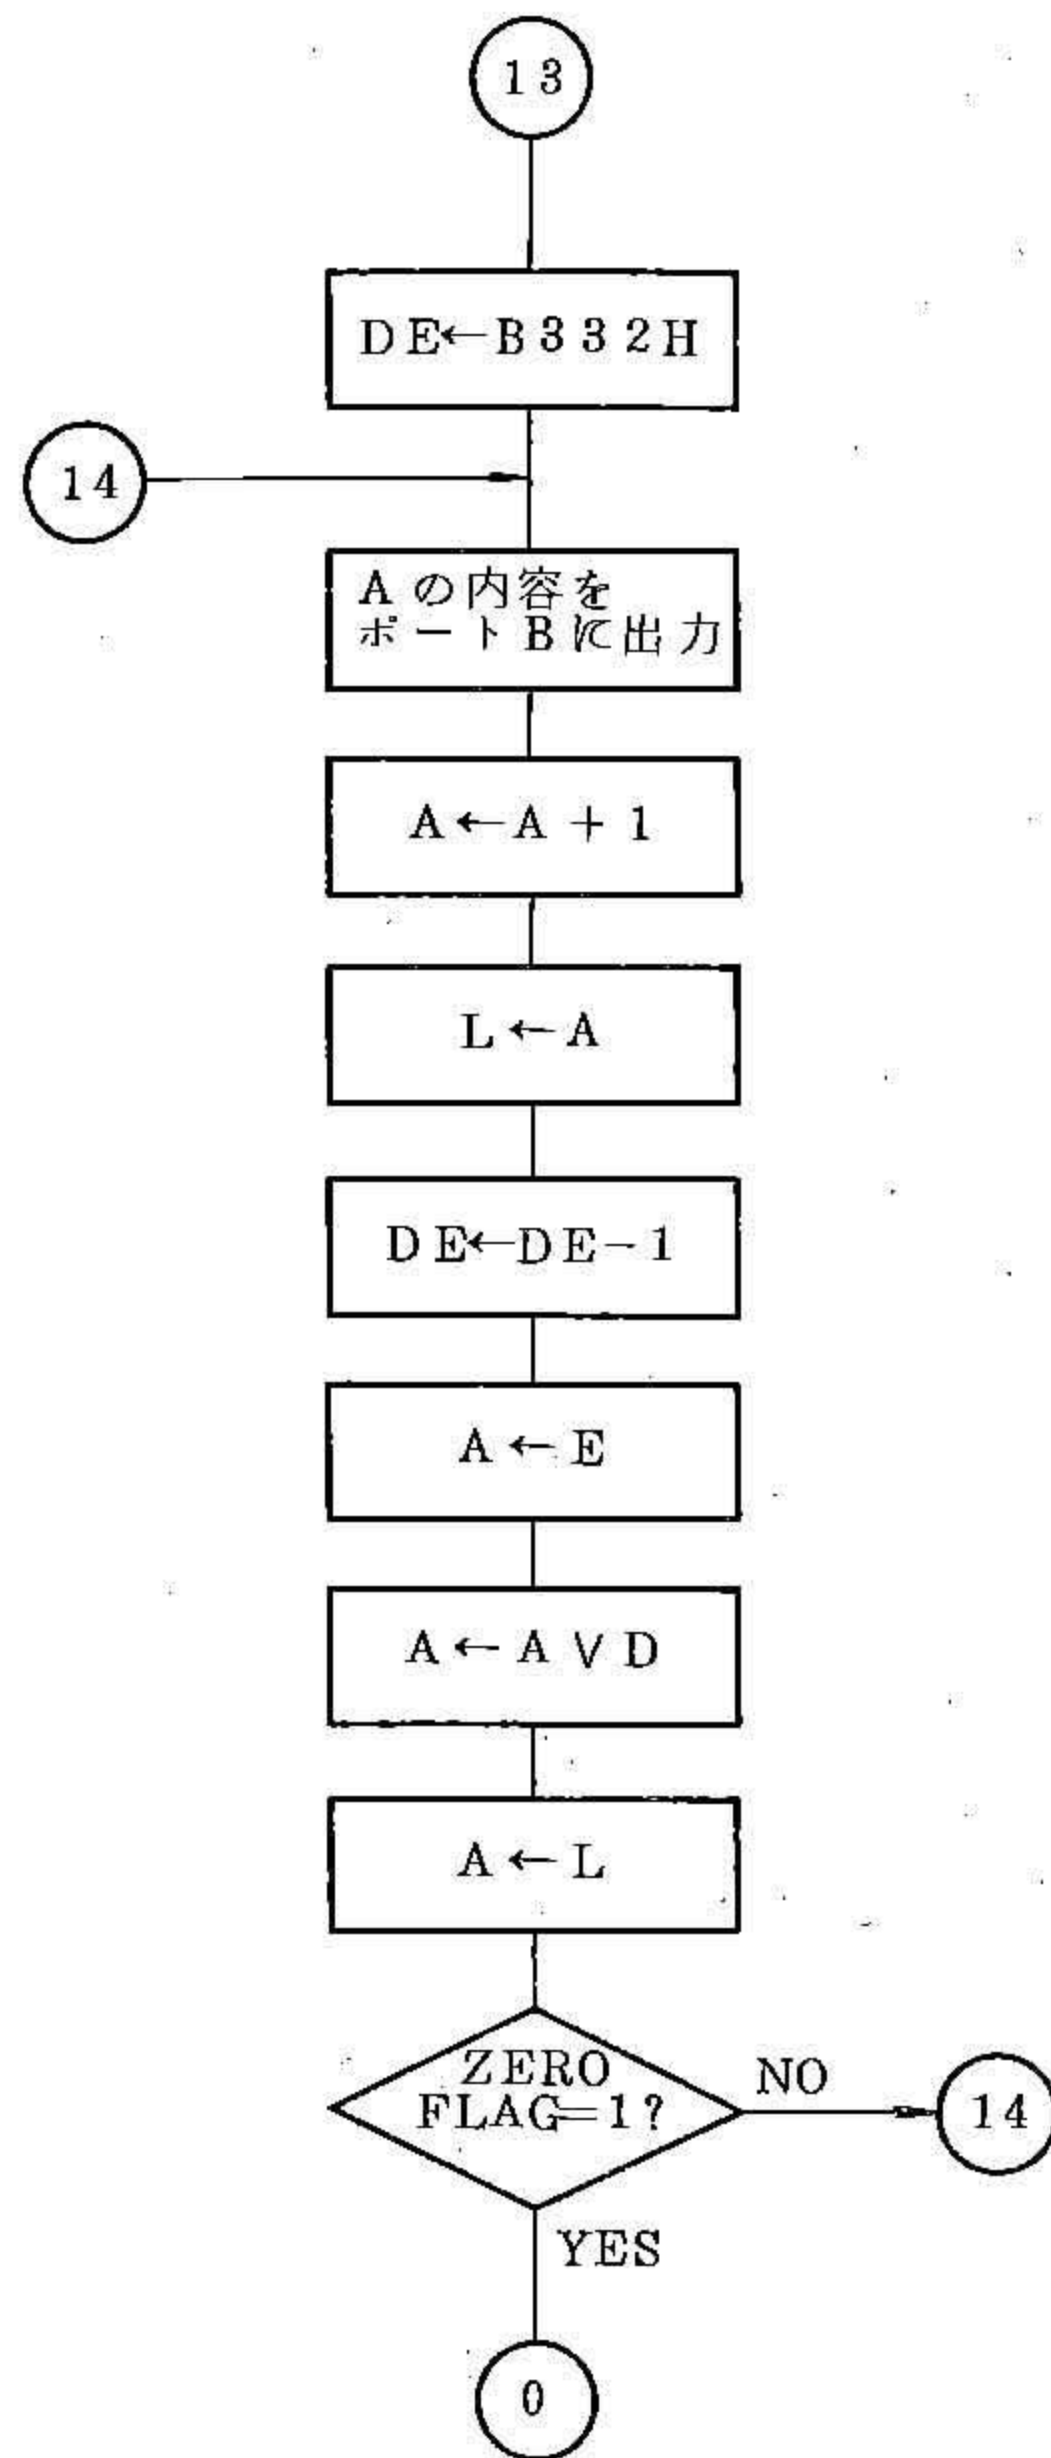 13
DE←B332H
14
Aの内容を
ポートBに出力
A←A+1
L←A
DE←DE-1
A←E
A←A∨D
A←L
ZERO
FLAG=1?
NO
14
YES
0